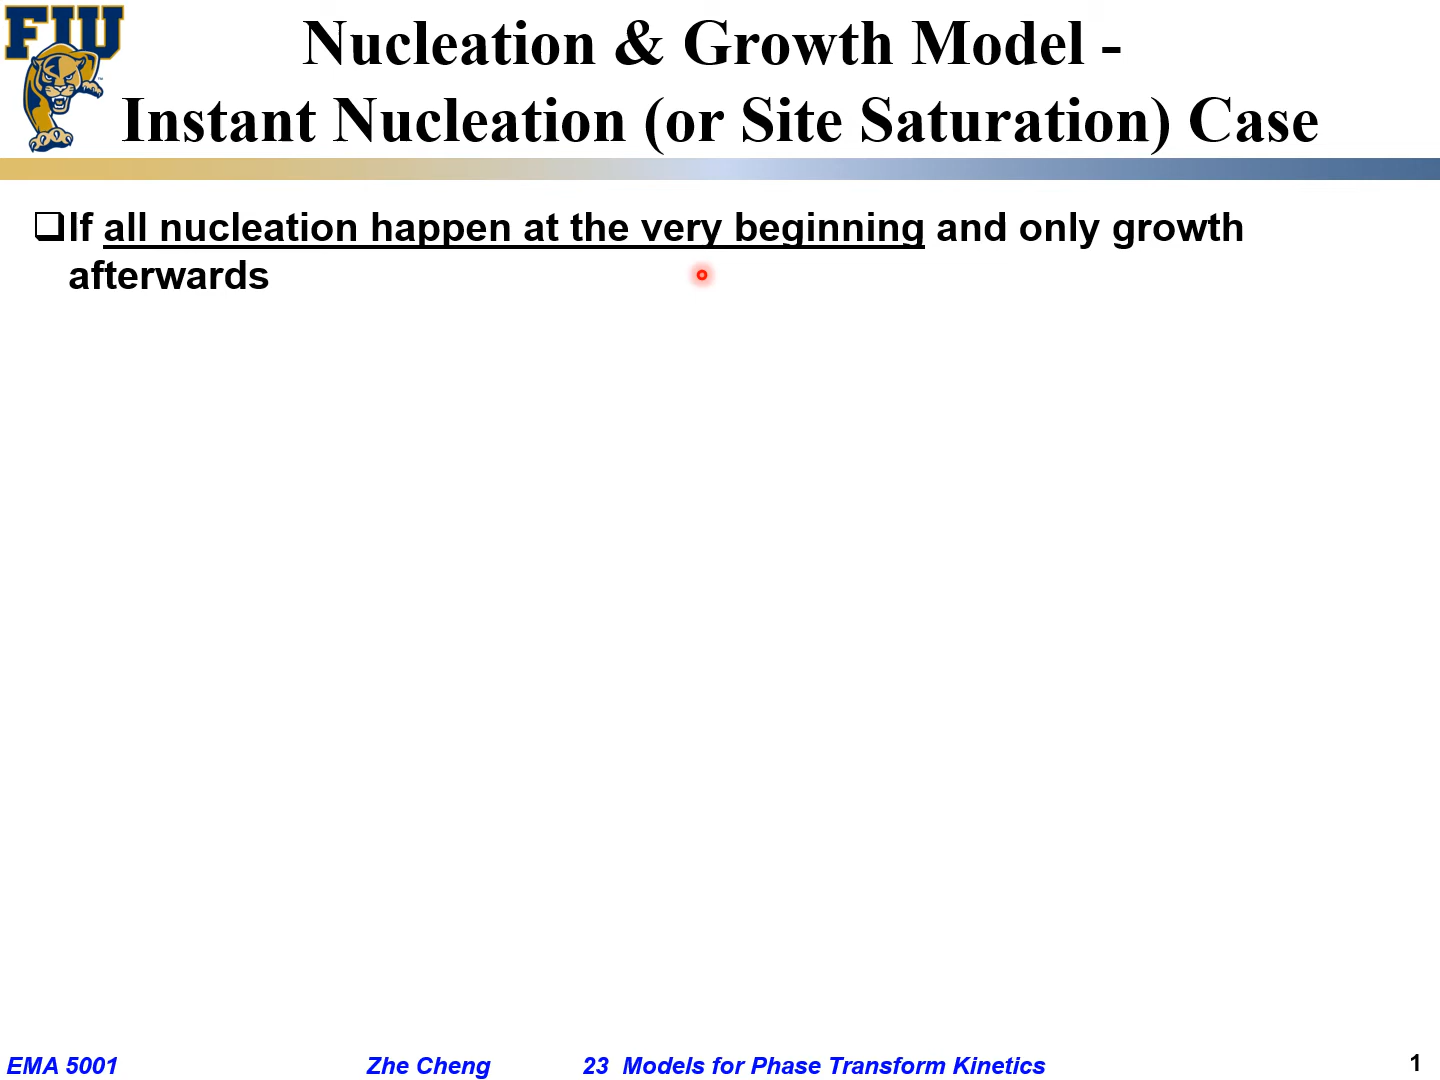 FIU
Nucleation & Growth Model -
Instant Nucleation (or Site Saturation) Case
If all nucleation happen at the very beginning and only growth
afterwards
EMA 5001
Zhe Cheng
23 Models for Phase Transform Kinetics
1